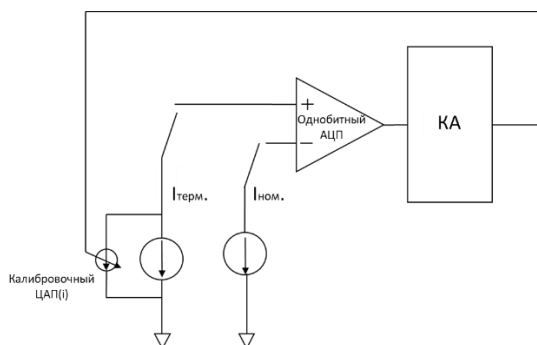 +
Однобитный
АЦП
−
КА
Iтерм.
Iном.
Калибровочный
ЦАП(i)